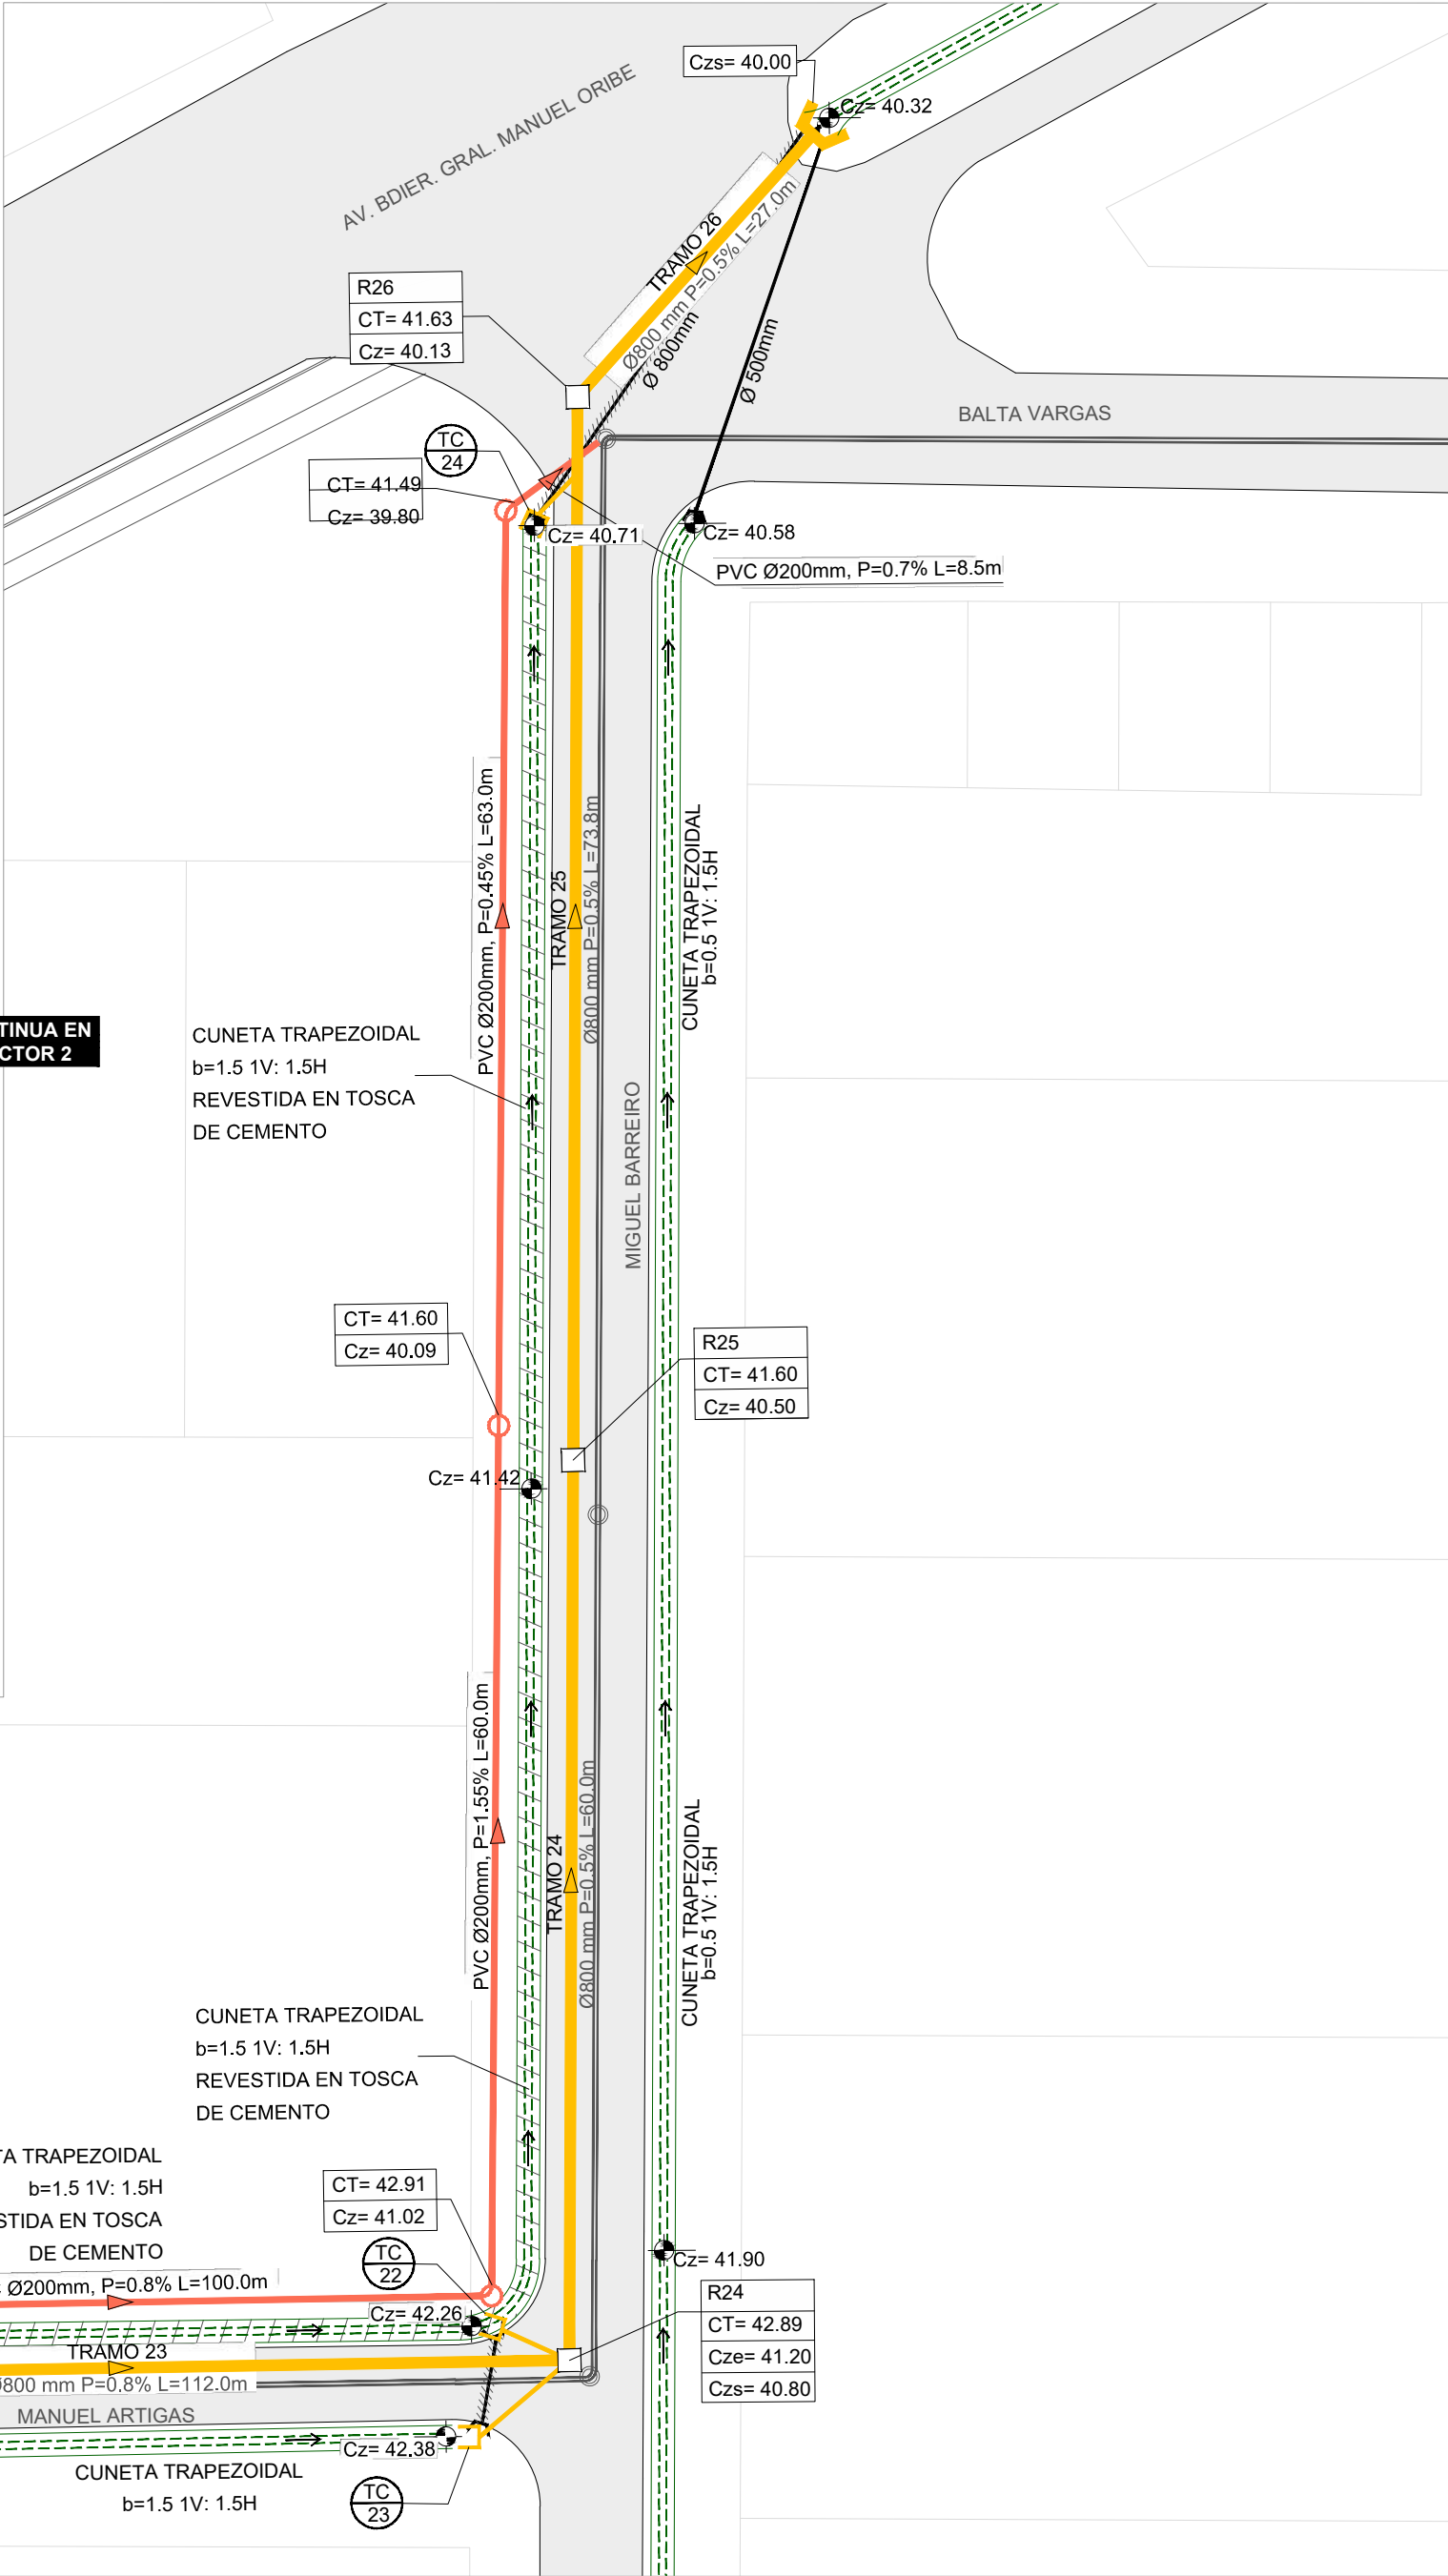 Czs= 40.00
Cz= 40.32
AV. BDIER. GRAL. MANUEL ORIBE
TRAMO 26
Ø800 mm P=0.5% L=27.0m
Ø 800mm
Ø 500mm
R26
CT= 41.63
Cz= 40.13
BALTA VARGAS
TC
24
CT= 41.49
Cz= 39.80
Cz= 40.71
Cz= 40.58
PVC Ø200mm, P=0.7% L=8.5m
PVC Ø200mm, P=0.45% L=63.0m
TRAMO 25
Ø800 mm P=0.5% L=73.8m
CUNETA TRAPEZOIDAL
b=0.5 1V: 1.5H
TINUA EN
CTOR 2
CUNETA TRAPEZOIDAL
b=1.5 1V: 1.5H
REVESTIDA EN TOSCA
DE CEMENTO
MIGUEL BARREIRO
CT= 41.60
Cz= 40.09
R25
CT= 41.60
Cz= 40.50
Cz= 41.42
PVC Ø200mm, P=1.55% L=60.0m
TRAMO 24
Ø800 mm P=0.5% L=60.0m
CUNETA TRAPEZOIDAL
b=0.5 1V: 1.5H
CUNETA TRAPEZOIDAL
b=1.5 1V: 1.5H
REVESTIDA EN TOSCA
DE CEMENTO
TA TRAPEZOIDAL
b=1.5 1V: 1.5H
STIDA EN TOSCA
DE CEMENTO
CT= 42.91
Cz= 41.02
TC
22
Cz= 41.90
Ø200mm, P=0.8% L=100.0m
Cz= 42.26
R24
CT= 42.89
Cze= 41.20
Czs= 40.80
TRAMO 23
Ø800 mm P=0.8% L=112.0m
MANUEL ARTIGAS
Cz= 42.38
CUNETA TRAPEZOIDAL
b=1.5 1V: 1.5H
TC
23